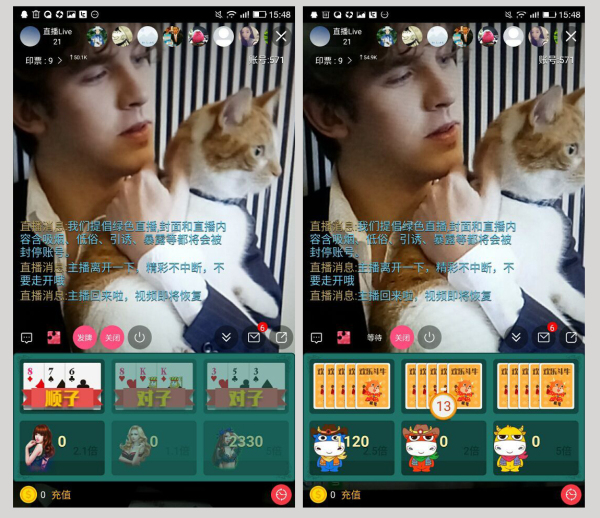 15:48
直播Live
21
印票 : 9
↑50.1K
账号:571
直播消息:我们提倡绿色直播,封面和直播内
容含吸烟、低俗、引诱、暴露等都将会被
封停账号。
直播消息:主播离开一下，精彩不中断，不
要走开哦
直播消息:主播回来啦，视频即将恢复
发牌
关闭
6
8 7 6
顺子
8 K K
对子
3 5 3
对子
0
2.1倍
0
1.1倍
2330
0 充值
15:48
直播Live
21
印票 : 9
↑54.9K
账号:571
直播消息:我们提倡绿色直播,封面和直播内
容含吸烟、低俗、引诱、暴露等都将会被
封停账号。
直播消息:主播离开一下，精彩不中断，不
要走开哦
直播消息:主播回来啦，视频即将恢复
等待
关闭
6
欢乐斗牛
欢乐斗牛
欢乐斗牛
13
120
2.5倍
0
2倍
0
5倍
0 充值